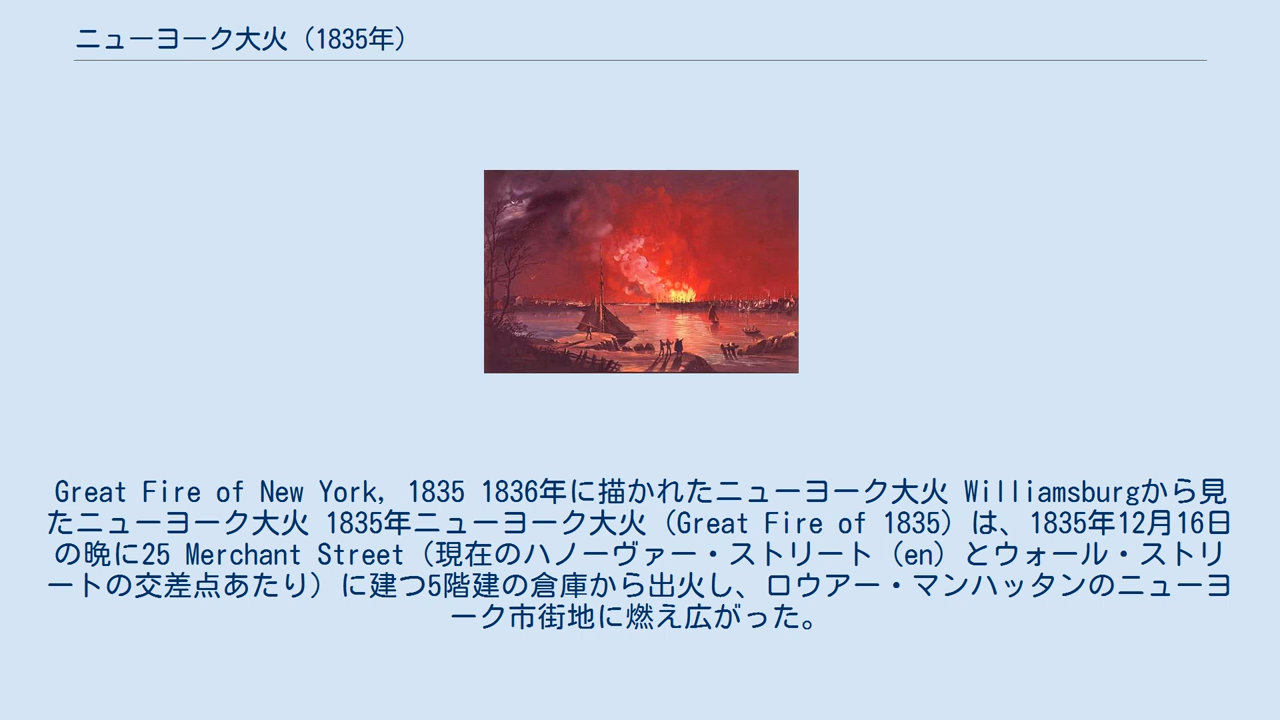 ニューヨーク大火（1835年）
Great Fire of New York, 1835 1836年に描かれたニューヨーク大火 Williamsburgから見
たニューヨーク大火 1835年ニューヨーク大火（Great Fire of 1835）は、1835年12月16日
の晩に25 Merchant Street（現在のハノーヴァー・ストリート（en）とウォール・ストリ
ートの交差点あたり）に建つ5階建の倉庫から出火し、ロウアー・マンハッタンのニューヨ
ーク市街地に燃え広がった。